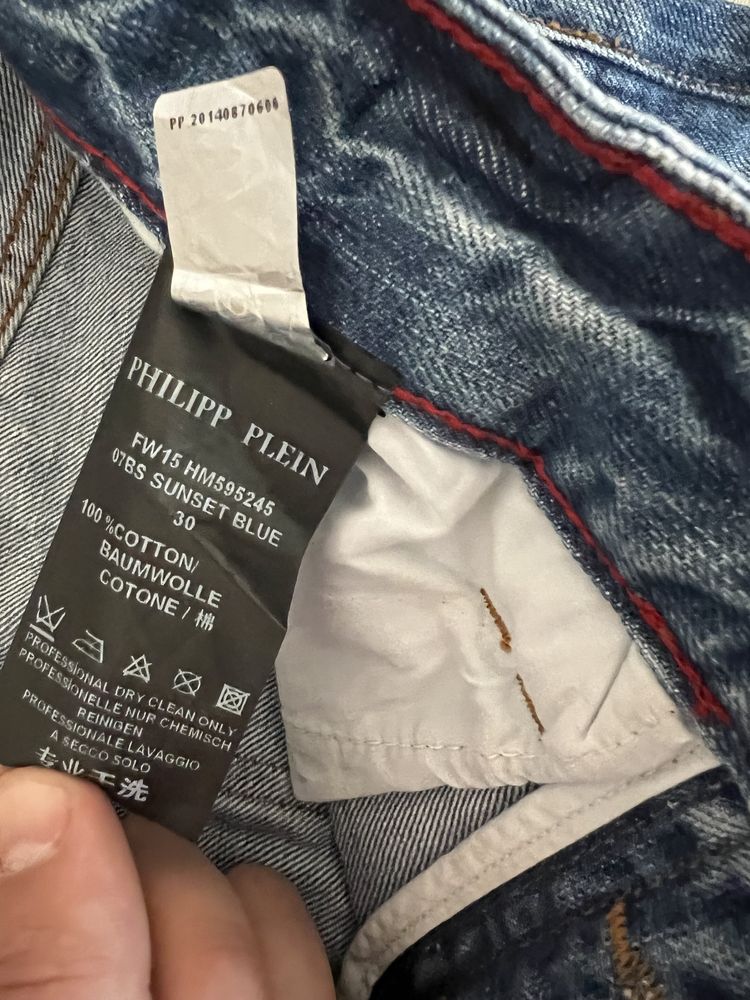 PP 20140870606
PHILIPP PLEIN
FW15 HM595245
07BS SUNSET BLUE
30
100 %COTTON/
BAUMWOLLE
COTONE / 棉
PROFESSIONAL DRY CLEAN ONLY
PROFESSIONELLE NUR CHEMISCH
REINIGEN
PROFESSIONALE LAVAGGIO
A SECCO SOLO
专业干洗